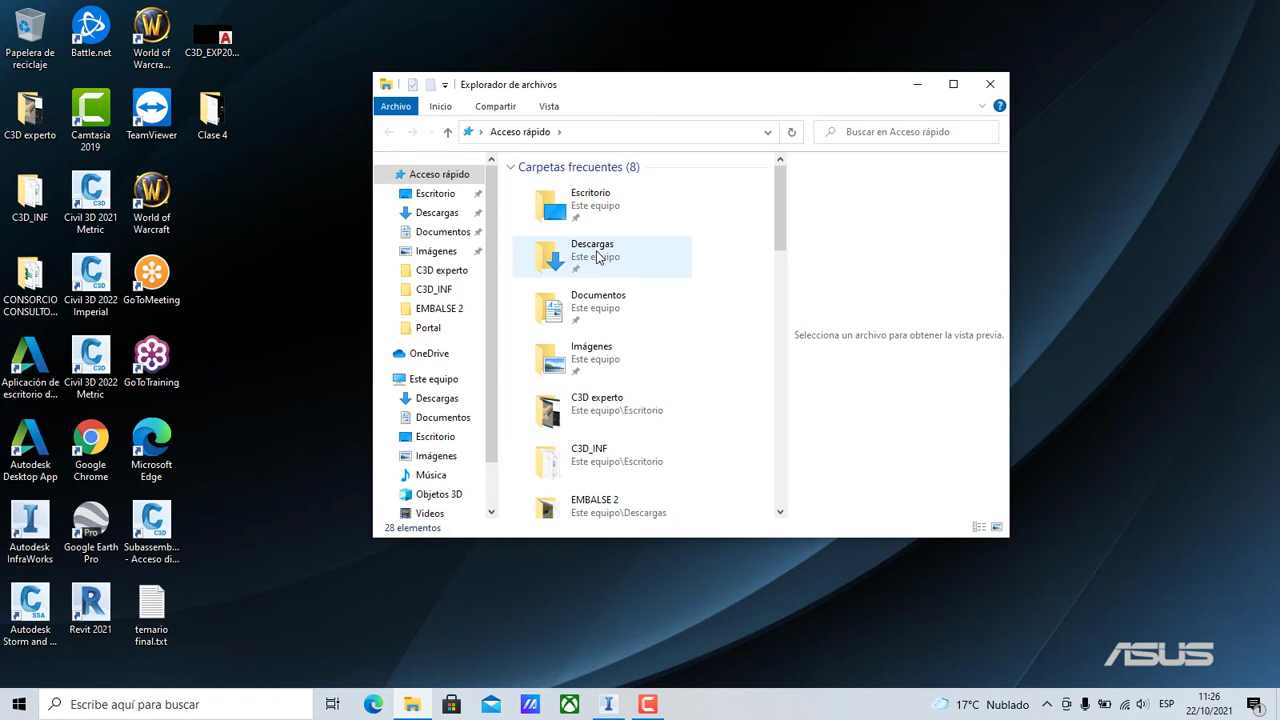 Papelera de
reciclaje
Battle.net
World of
Warcra...
C3D_EXP20...
C3D experto
Camtasia
2019
TeamViewer
Clase 4
C3D_INF
Civil 3D 2021
Metric
World of
Warcraft
CONSORCIO
CONSULTO...
Civil 3D 2022
Imperial
GoToMeeting
Aplicación de
escritorio d...
Civil 3D 2022
Metric
GoToTraining
Autodesk
Desktop App
Google
Chrome
Microsoft
Edge
Autodesk
InfraWorks
Google Earth
Pro
Subassemb...
- Acceso di...
Autodesk
Storm and ...
Revit 2021
temario
final.txt
Explorador de archivos
Archivo
Inicio
Compartir
Vista
Acceso rápido
Buscar en Acceso rápido
Acceso rápido
Escritorio
Descargas
Documentos
Imágenes
C3D experto
C3D_INF
EMBALSE 2
Portal
OneDrive
Este equipo
Descargas
Documentos
Escritorio
Imágenes
Música
Objetos 3D
Videos
Carpetas frecuentes (8)
Escritorio
Este equipo
Descargas
Este equipo
Documentos
Este equipo
Imágenes
Este equipo
C3D experto
Este equipo\Escritorio
C3D_INF
Este equipo\Escritorio
EMBALSE 2
Este equipo\Descargas
Selecciona un archivo para obtener la vista previa.
28 elementos
ASUS
Escribe aquí para buscar
17°C Nublado
ESP
11:26
22/10/2021
1